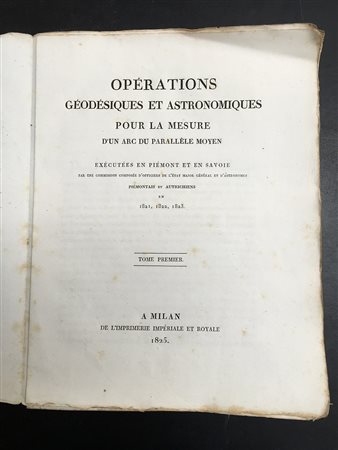 OPÉRATIONS
GÉODÉSIQUES ET ASTRONOMIQUES
POUR LA MESURE
D'UN ARC DU PARALLÈLE MOYEN
EXÉCUTÉES EN PIÉMONT ET EN SAVOIE
PAR UNE COMMISSION COMPOSÉE D'OFFICIERS DE L'ÉTAT MAJOR GÉNÉRAL ET D'ASTRONOMES
PIÉMONTAIS ET AUTRICHIENS
EN
1821, 1822, 1823.
TOME PREMIER.
A MILAN
DE L'IMPRIMERIE IMPÉRIALE ET ROYALE
1825.